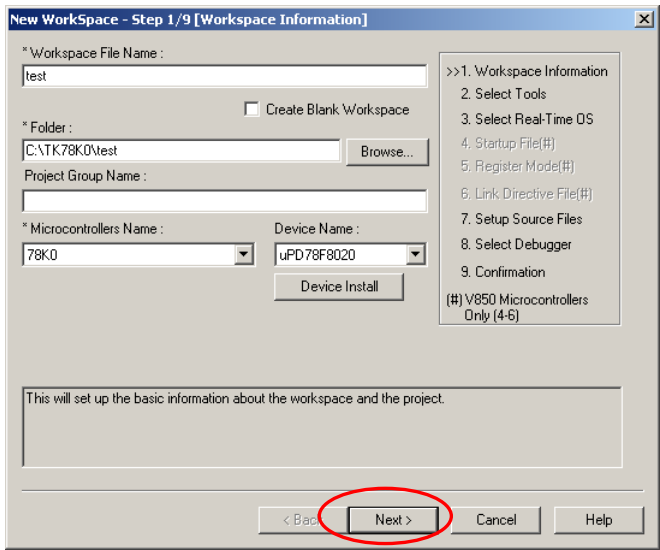 New WorkSpace - Step 1/9 [Workspace Information]
* Workspace File Name :
test
Create Blank Workspace
* Folder :
C:\TK78K0\test
Browse...
Project Group Name :
* Microcontrollers Name :
Device Name :
78K0
uPD78F8020
Device Install
>>1. Workspace Information
2. Select Tools
3. Select Real-Time OS
4. Startup File(#)
5. Register Mode(#)
6. Link Directive File(#)
7. Setup Source Files
8. Select Debugger
9. Confirmation
(#) V850 Microcontrollers
Only (4-6)
This will set up the basic information about the workspace and the project.
< Back
Next >
Cancel
Help